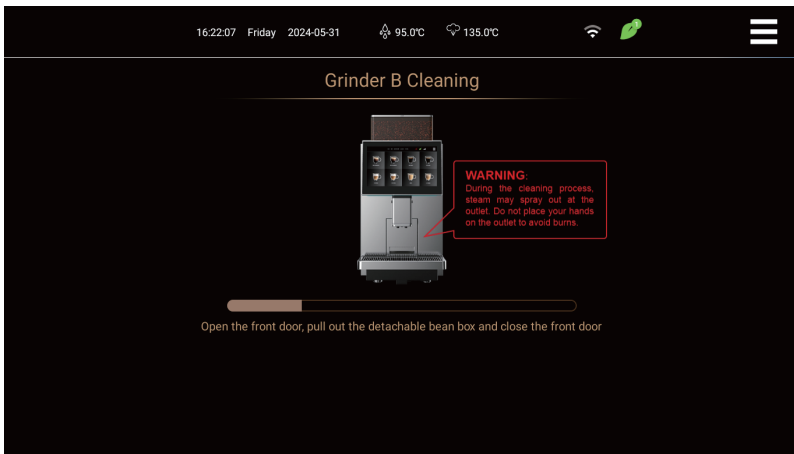 16:22:07 Friday 2024-05-31 95.0℃ 135.0℃ 1
Grinder B Cleaning
WARNING:
During the cleaning process,
steam may spray out at the
outlet. Do not place your hands
on the outlet to avoid burns.
Open the front door, pull out the detachable bean box and close the front door